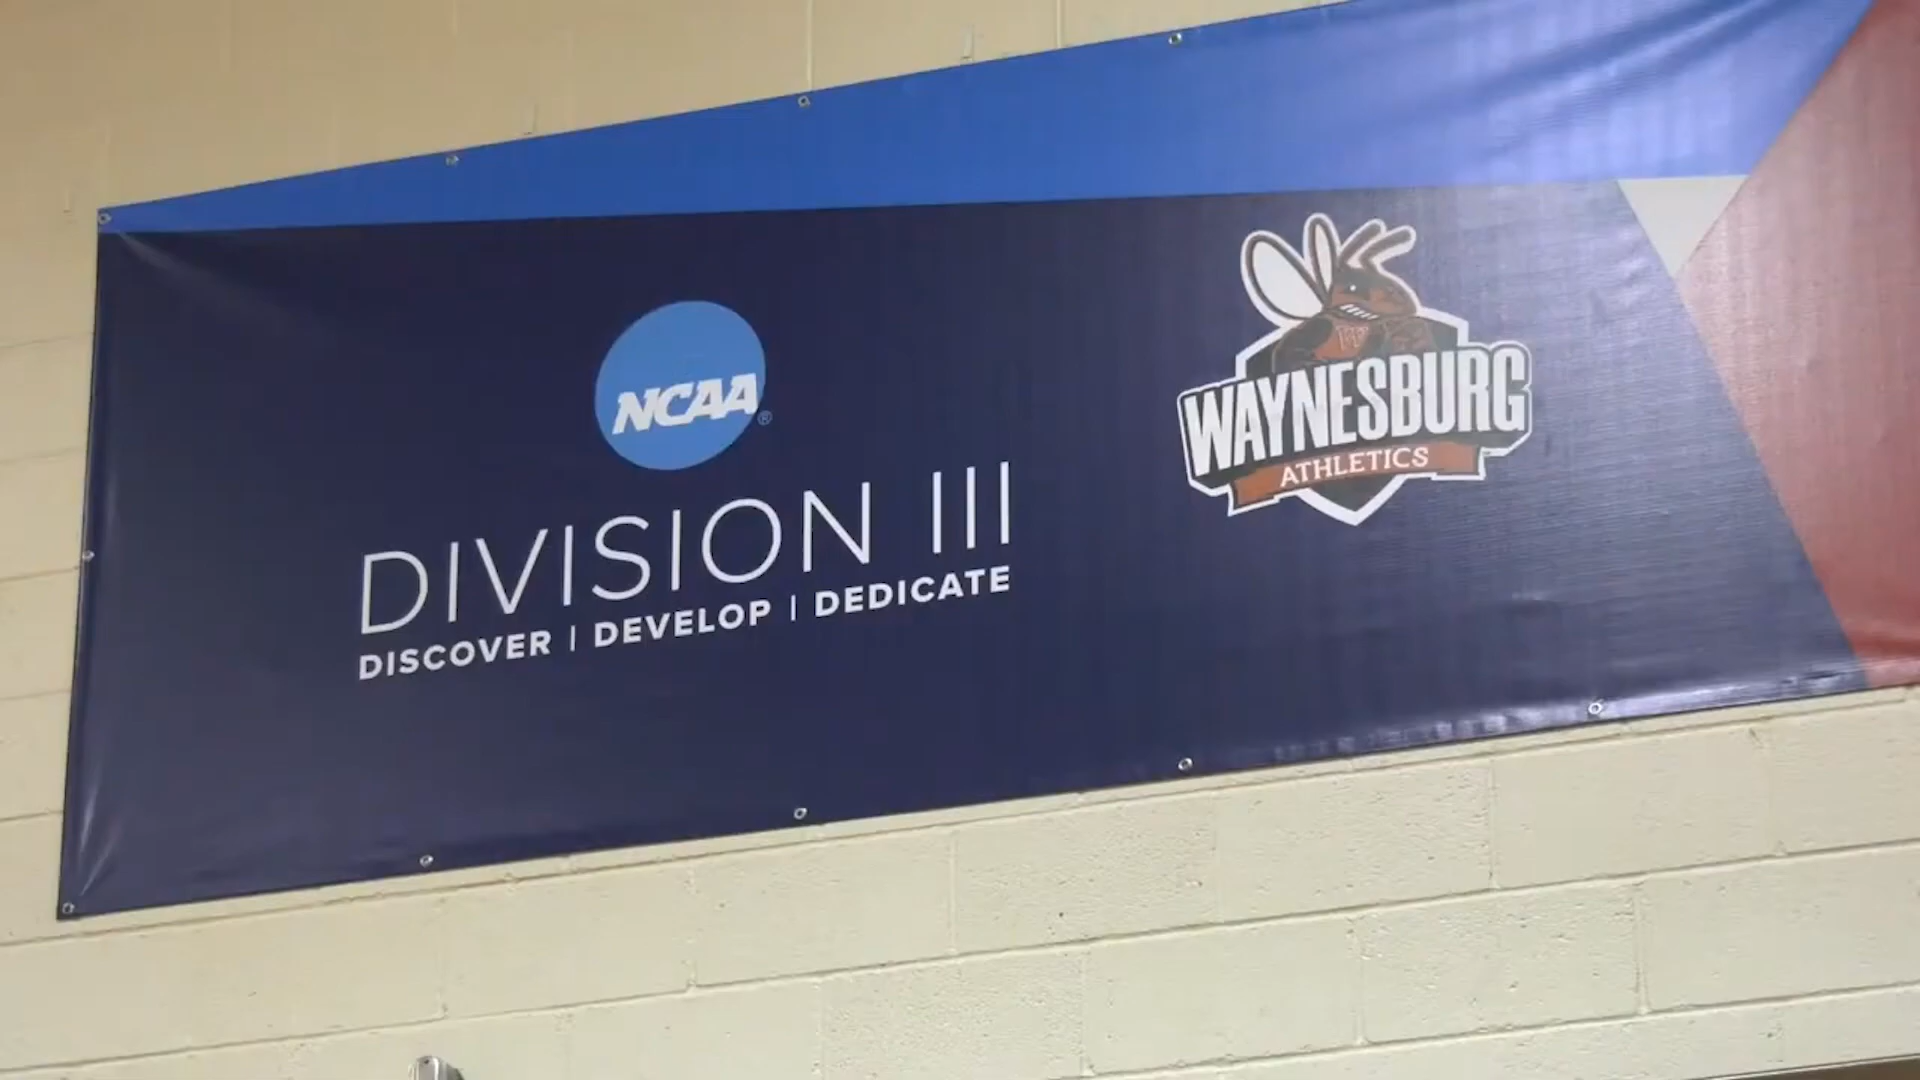 NCAA®
DIVISION III
DISCOVER | DEVELOP | DEDICATE
W
WAYNESBURG
ATHLETICS